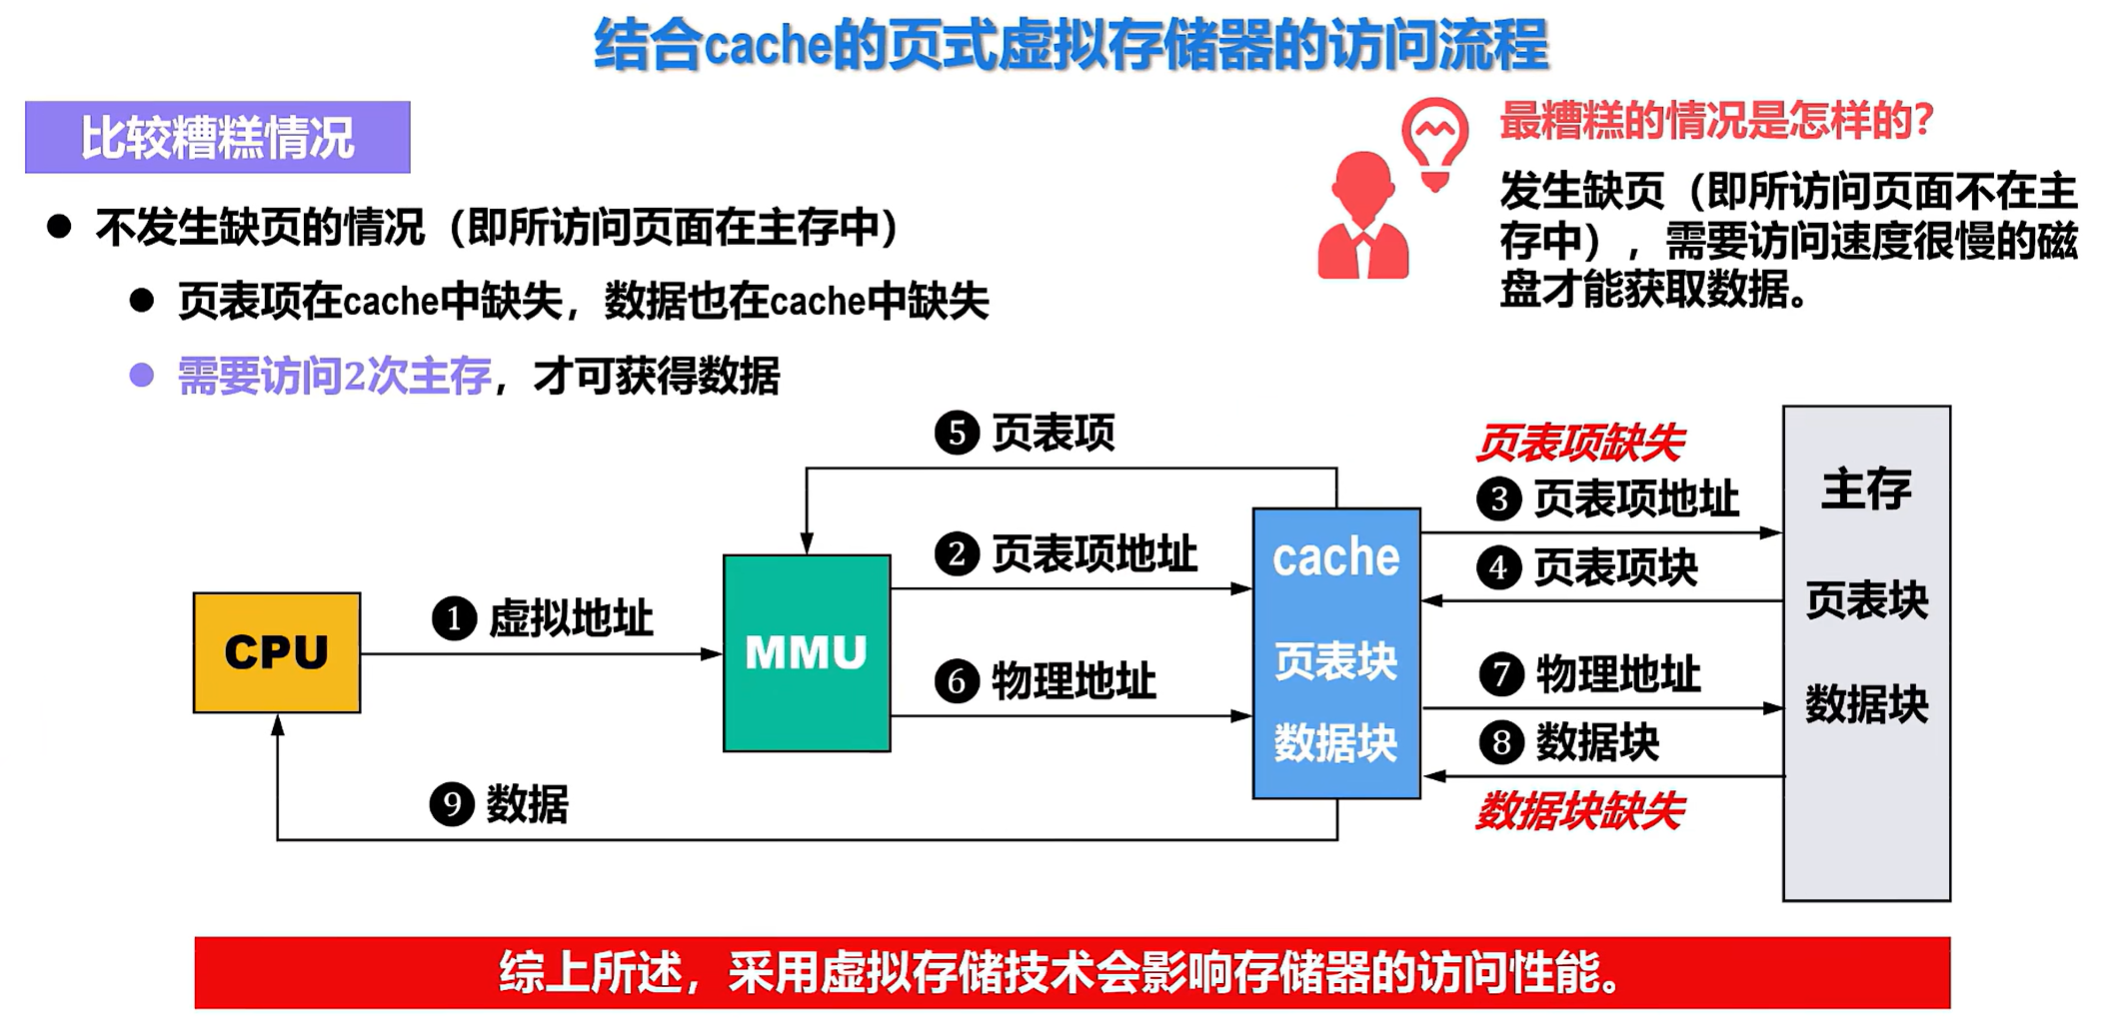 结合cache的页式虚拟存储器的访问流程
比较糟糕情况
不发生缺页的情况（即所访问页面在主存中）
页表项在cache中缺失，数据也在cache中缺失
需要访问2次主存，才可获得数据
最糟糕的情况是怎样的？
发生缺页（即所访问页面不在主
存中），需要访问速度很慢的磁
盘才能获取数据。
❺ 页表项
页表项缺失
❸ 页表项地址
主存
❷ 页表项地址
cache
❹ 页表项块
页表块
❶ 虚拟地址
CPU
MMU
页表块
❻ 物理地址
❼ 物理地址
数据块
数据块
❽ 数据块
❾ 数据
数据块缺失
综上所述，采用虚拟存储技术会影响存储器的访问性能。